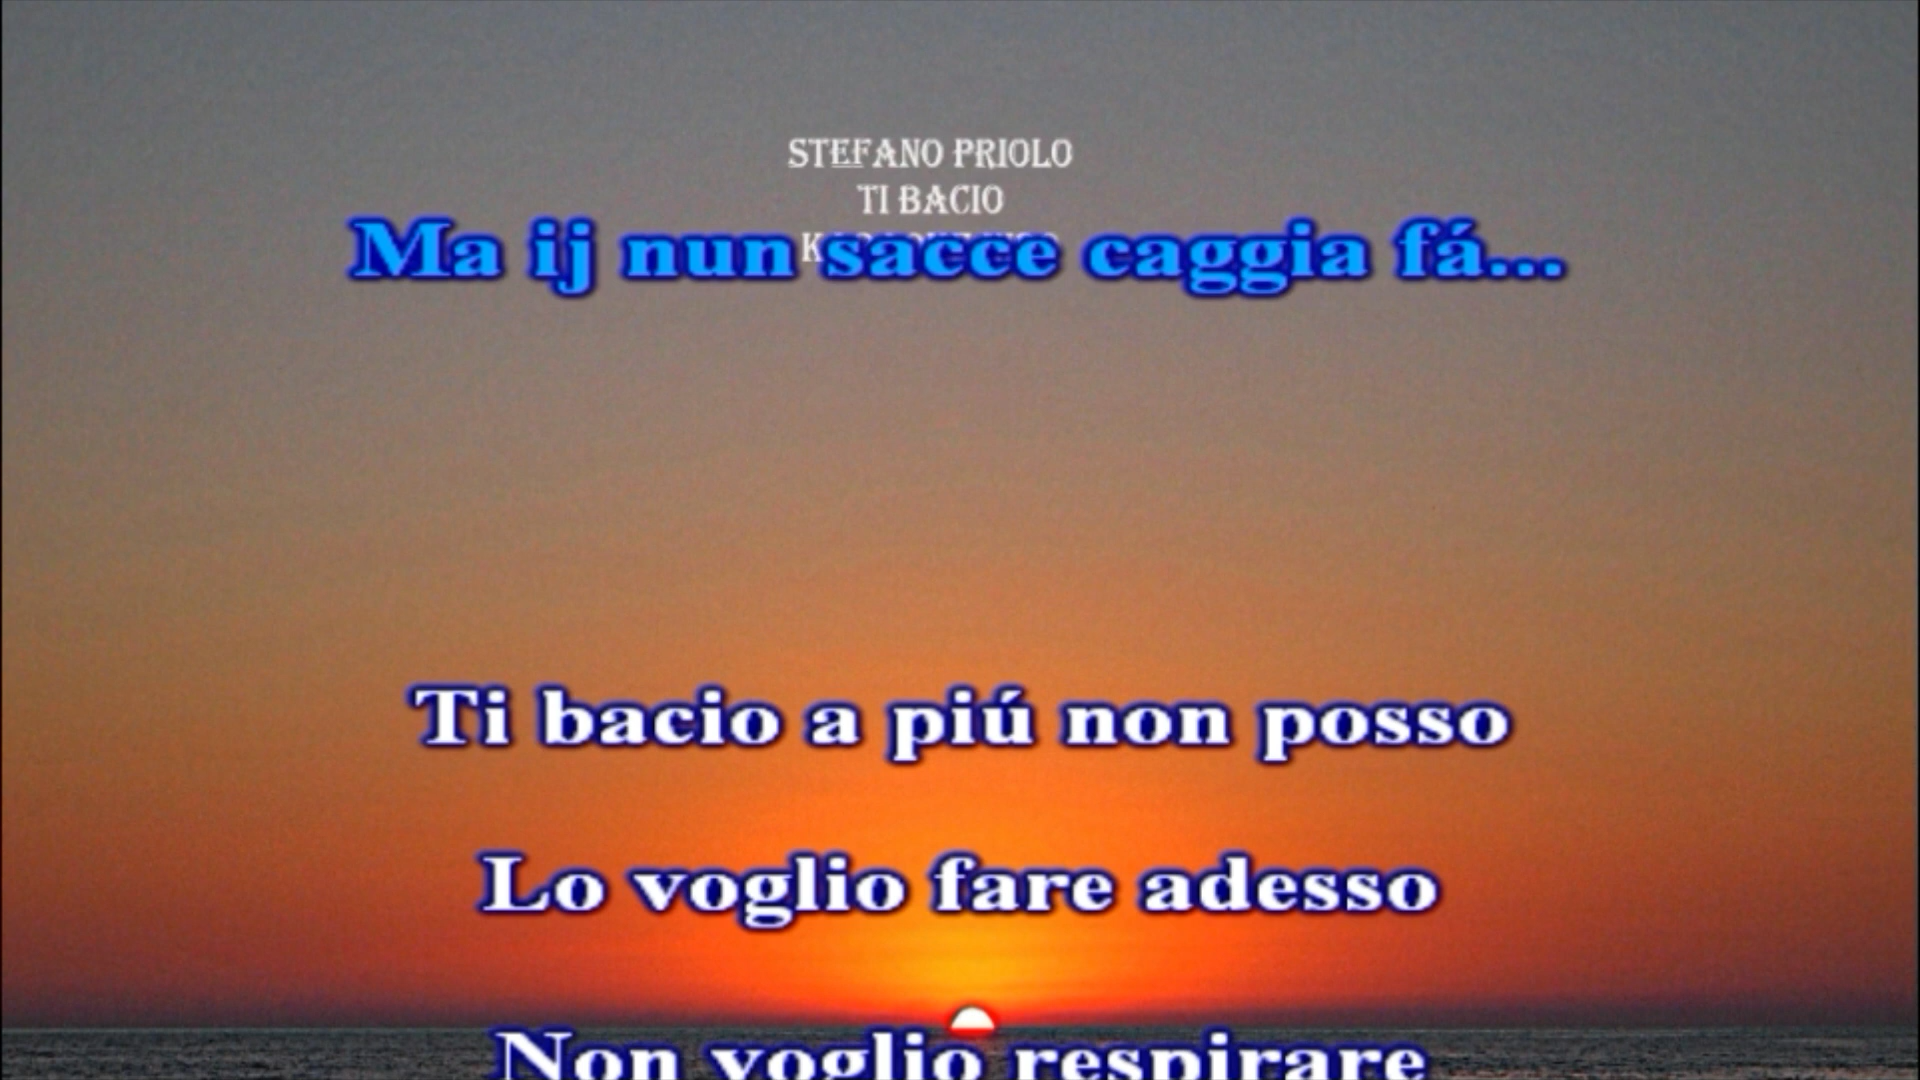 STEFANO PRIOLO
TI BACIO
Ma ij nun sacce caggia fá...
Ti bacio a piú non posso
Lo voglio fare adesso
Non voglio respirare